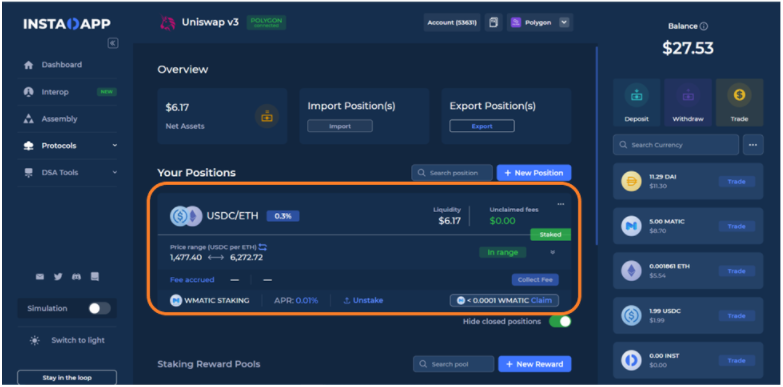 INSTADAPP
Dashboard
Interop NEW
Assembly
Protocols
DSA Tools
Simulation
Switch to light
Stay in the loop
Uniswap v3 POLYGON
Account (53631)
Polygon
Overview
$6.17
Net Assets
Import Position(s)
Import
Export Position(s)
Export
Your Positions
Search position
+ New Position
USDC/ETH 0.3%
Liquidity
$6.17
Unclaimed fees
$0.00
Staked
Price range (USDC per ETH)
1,477.40 ⟷ 6,272.72
In range
Fee accrued — —
Collect Fee
WMATIC STAKING APR: 0.01% Unstake
< 0.0001 WMATIC Claim
Hide closed positions
Staking Reward Pools
Search pool
+ New Reward
Balance
$27.53
Deposit
Withdraw
Trade
Search Currency
11.29 DAI
$11.30
Trade
5.00 MATIC
$6.70
Trade
0.001861 ETH
$5.54
Trade
1.99 USDC
$1.99
Trade
0.00 INST
$0.00
Trade